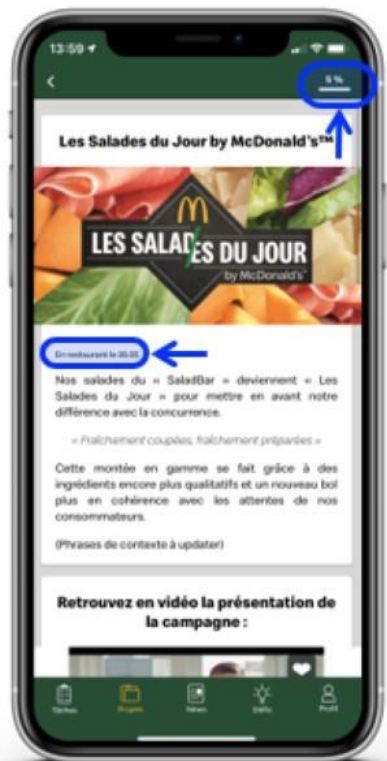 13:59
5 %
Les Salades du Jour by McDonald's™
LES SALADES DU JOUR
by McDonald's™
En restaurant le
Nos salades du « SaladBar » deviennent « Les
Salades du Jour » pour mettre en avant notre
différence avec la concurrence.
« Fraîchement coupées, fraîchement préparées »
Cette montée en gamme se fait grâce à des
ingrédients encore plus qualitatifs et un nouveau bol
plus en cohérence avec les attentes de nos
consommateurs.
(Phrases de contexte à updater)
Retrouvez en vidéo la présentation de
la campagne :
Tâches
Projets
News
Défis
Profil